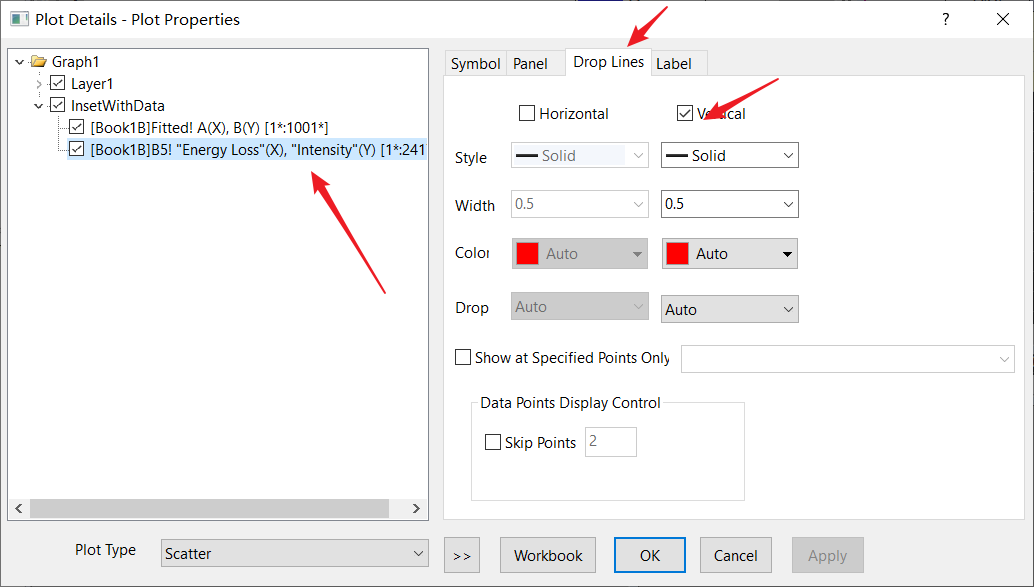 Plot Details - Plot Properties
?
Graph1
Layer1
InsetWithData
[Book1B]Fitted! A(X), B(Y) [1*:1001*]
[Book1B]B5! "Energy Loss"(X), "Intensity"(Y) [1*:241
Symbol Panel Drop Lines Label
Horizontal Vertical
Style Solid Solid
Width 0.5 0.5
Color Auto Auto
Drop Auto Auto
Show at Specified Points Only
Data Points Display Control
Skip Points 2
Plot Type Scatter >> Workbook OK Cancel Apply